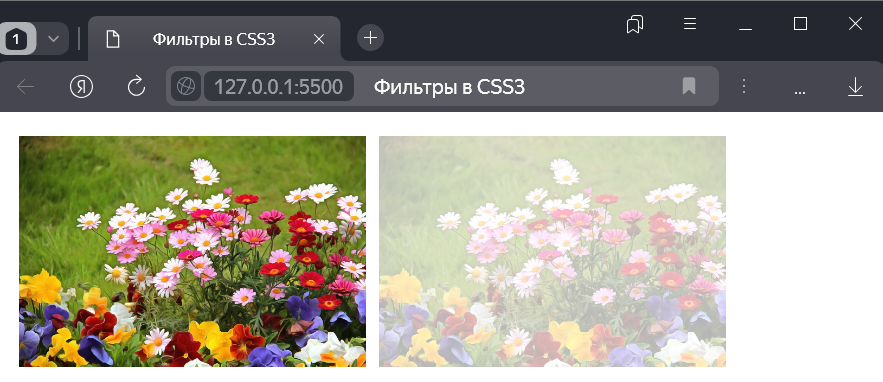 1
Фильтры в CSS3
Я
127.0.0.1:5500
Фильтры в CSS3
...